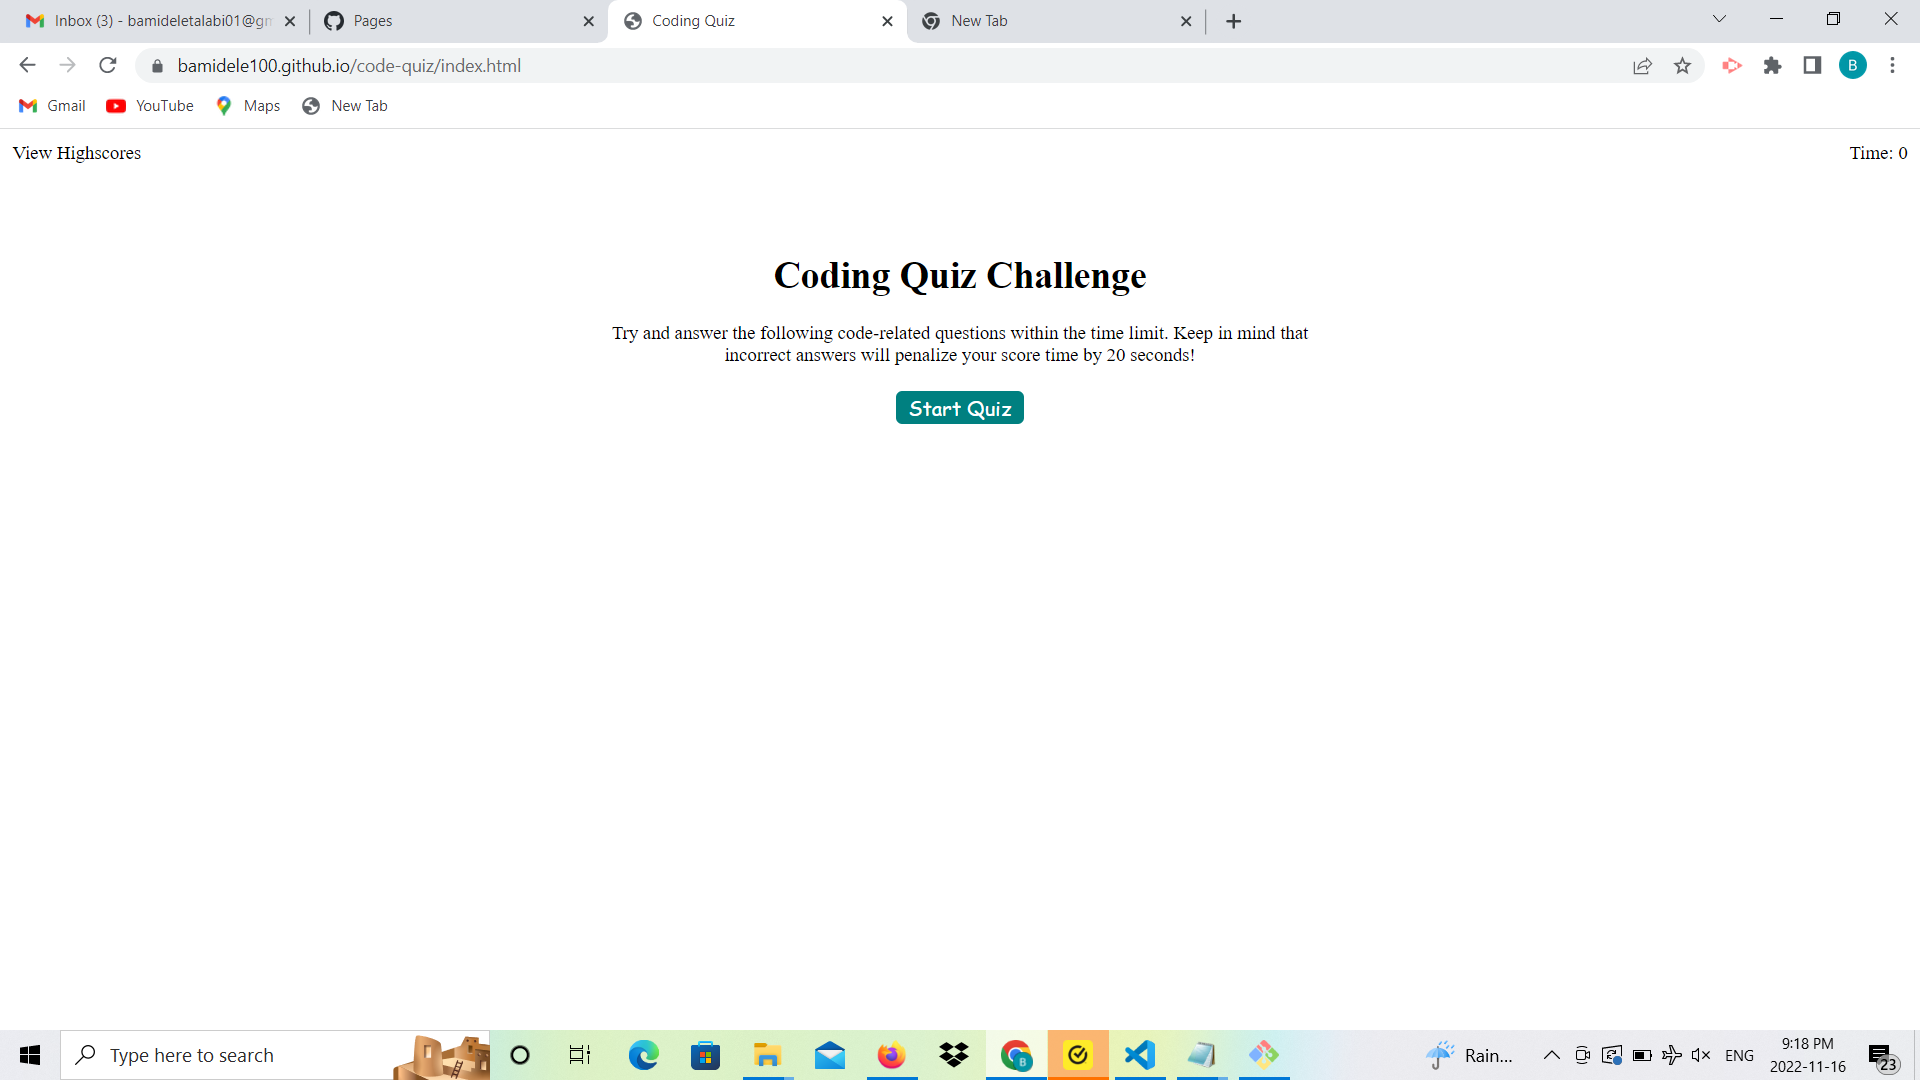 Inbox (3) - bamideletalabi01@gm
Pages
Coding Quiz
New Tab
bamidele100.github.io/code-quiz/index.html
B
Gmail
YouTube
Maps
New Tab
View Highscores
Time: 0
Coding Quiz Challenge
Try and answer the following code-related questions within the time limit. Keep in mind that
incorrect answers will penalize your score time by 20 seconds!
Start Quiz
Type here to search
B
Rain...
ENG
9:18 PM
2022-11-16
23